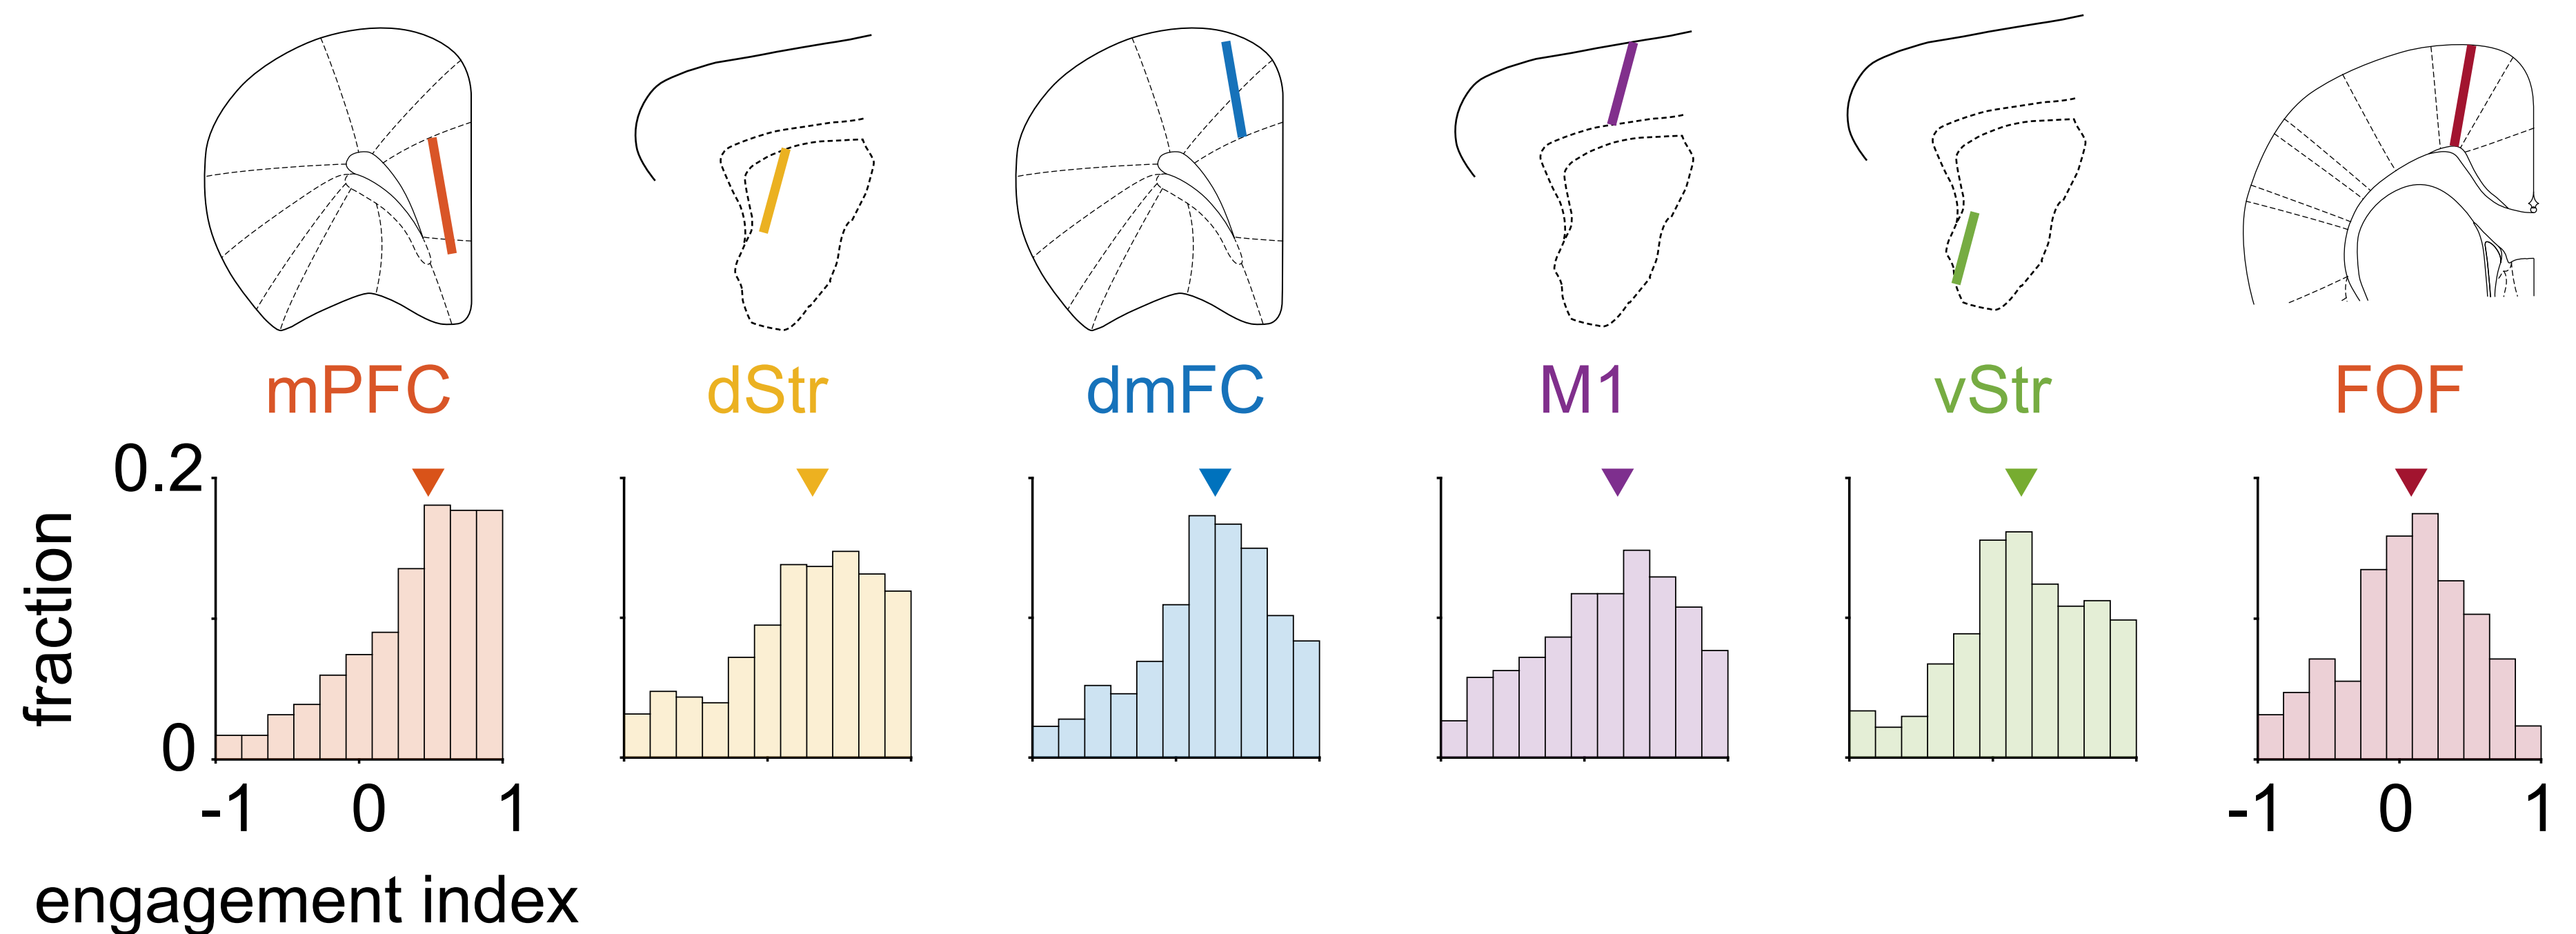 mPFC dStr dmFC M1 vStr FOF
0.2
fraction
0
-1 0 1 -1 0 1
engagement index